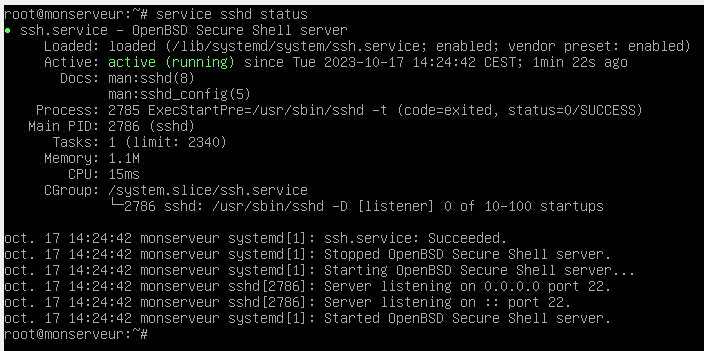 root@monserveur:~# service sshd status
● ssh.service – OpenBSD Secure Shell server
Loaded: loaded (/lib/systemd/system/ssh.service; enabled; vendor preset: enabled)
Active: active (running) since Tue 2023-10-17 14:24:42 CEST; 1min 22s ago
Docs: man:sshd(8)
man:sshd_config(5)
Process: 2785 ExecStartPre=/usr/sbin/sshd -t (code=exited, status=0/SUCCESS)
Main PID: 2786 (sshd)
Tasks: 1 (limit: 2340)
Memory: 1.1M
CPU: 15ms
CGroup: /system.slice/ssh.service
└─2786 sshd: /usr/sbin/sshd -D [listener] 0 of 10-100 startups
oct. 17 14:24:42 monserveur systemd[1]: ssh.service: Succeeded.
oct. 17 14:24:42 monserveur systemd[1]: Stopped OpenBSD Secure Shell server.
oct. 17 14:24:42 monserveur systemd[1]: Starting OpenBSD Secure Shell server...
oct. 17 14:24:42 monserveur sshd[2786]: Server listening on 0.0.0.0 port 22.
oct. 17 14:24:42 monserveur sshd[2786]: Server listening on :: port 22.
oct. 17 14:24:42 monserveur systemd[1]: Started OpenBSD Secure Shell server.
root@monserveur:~#